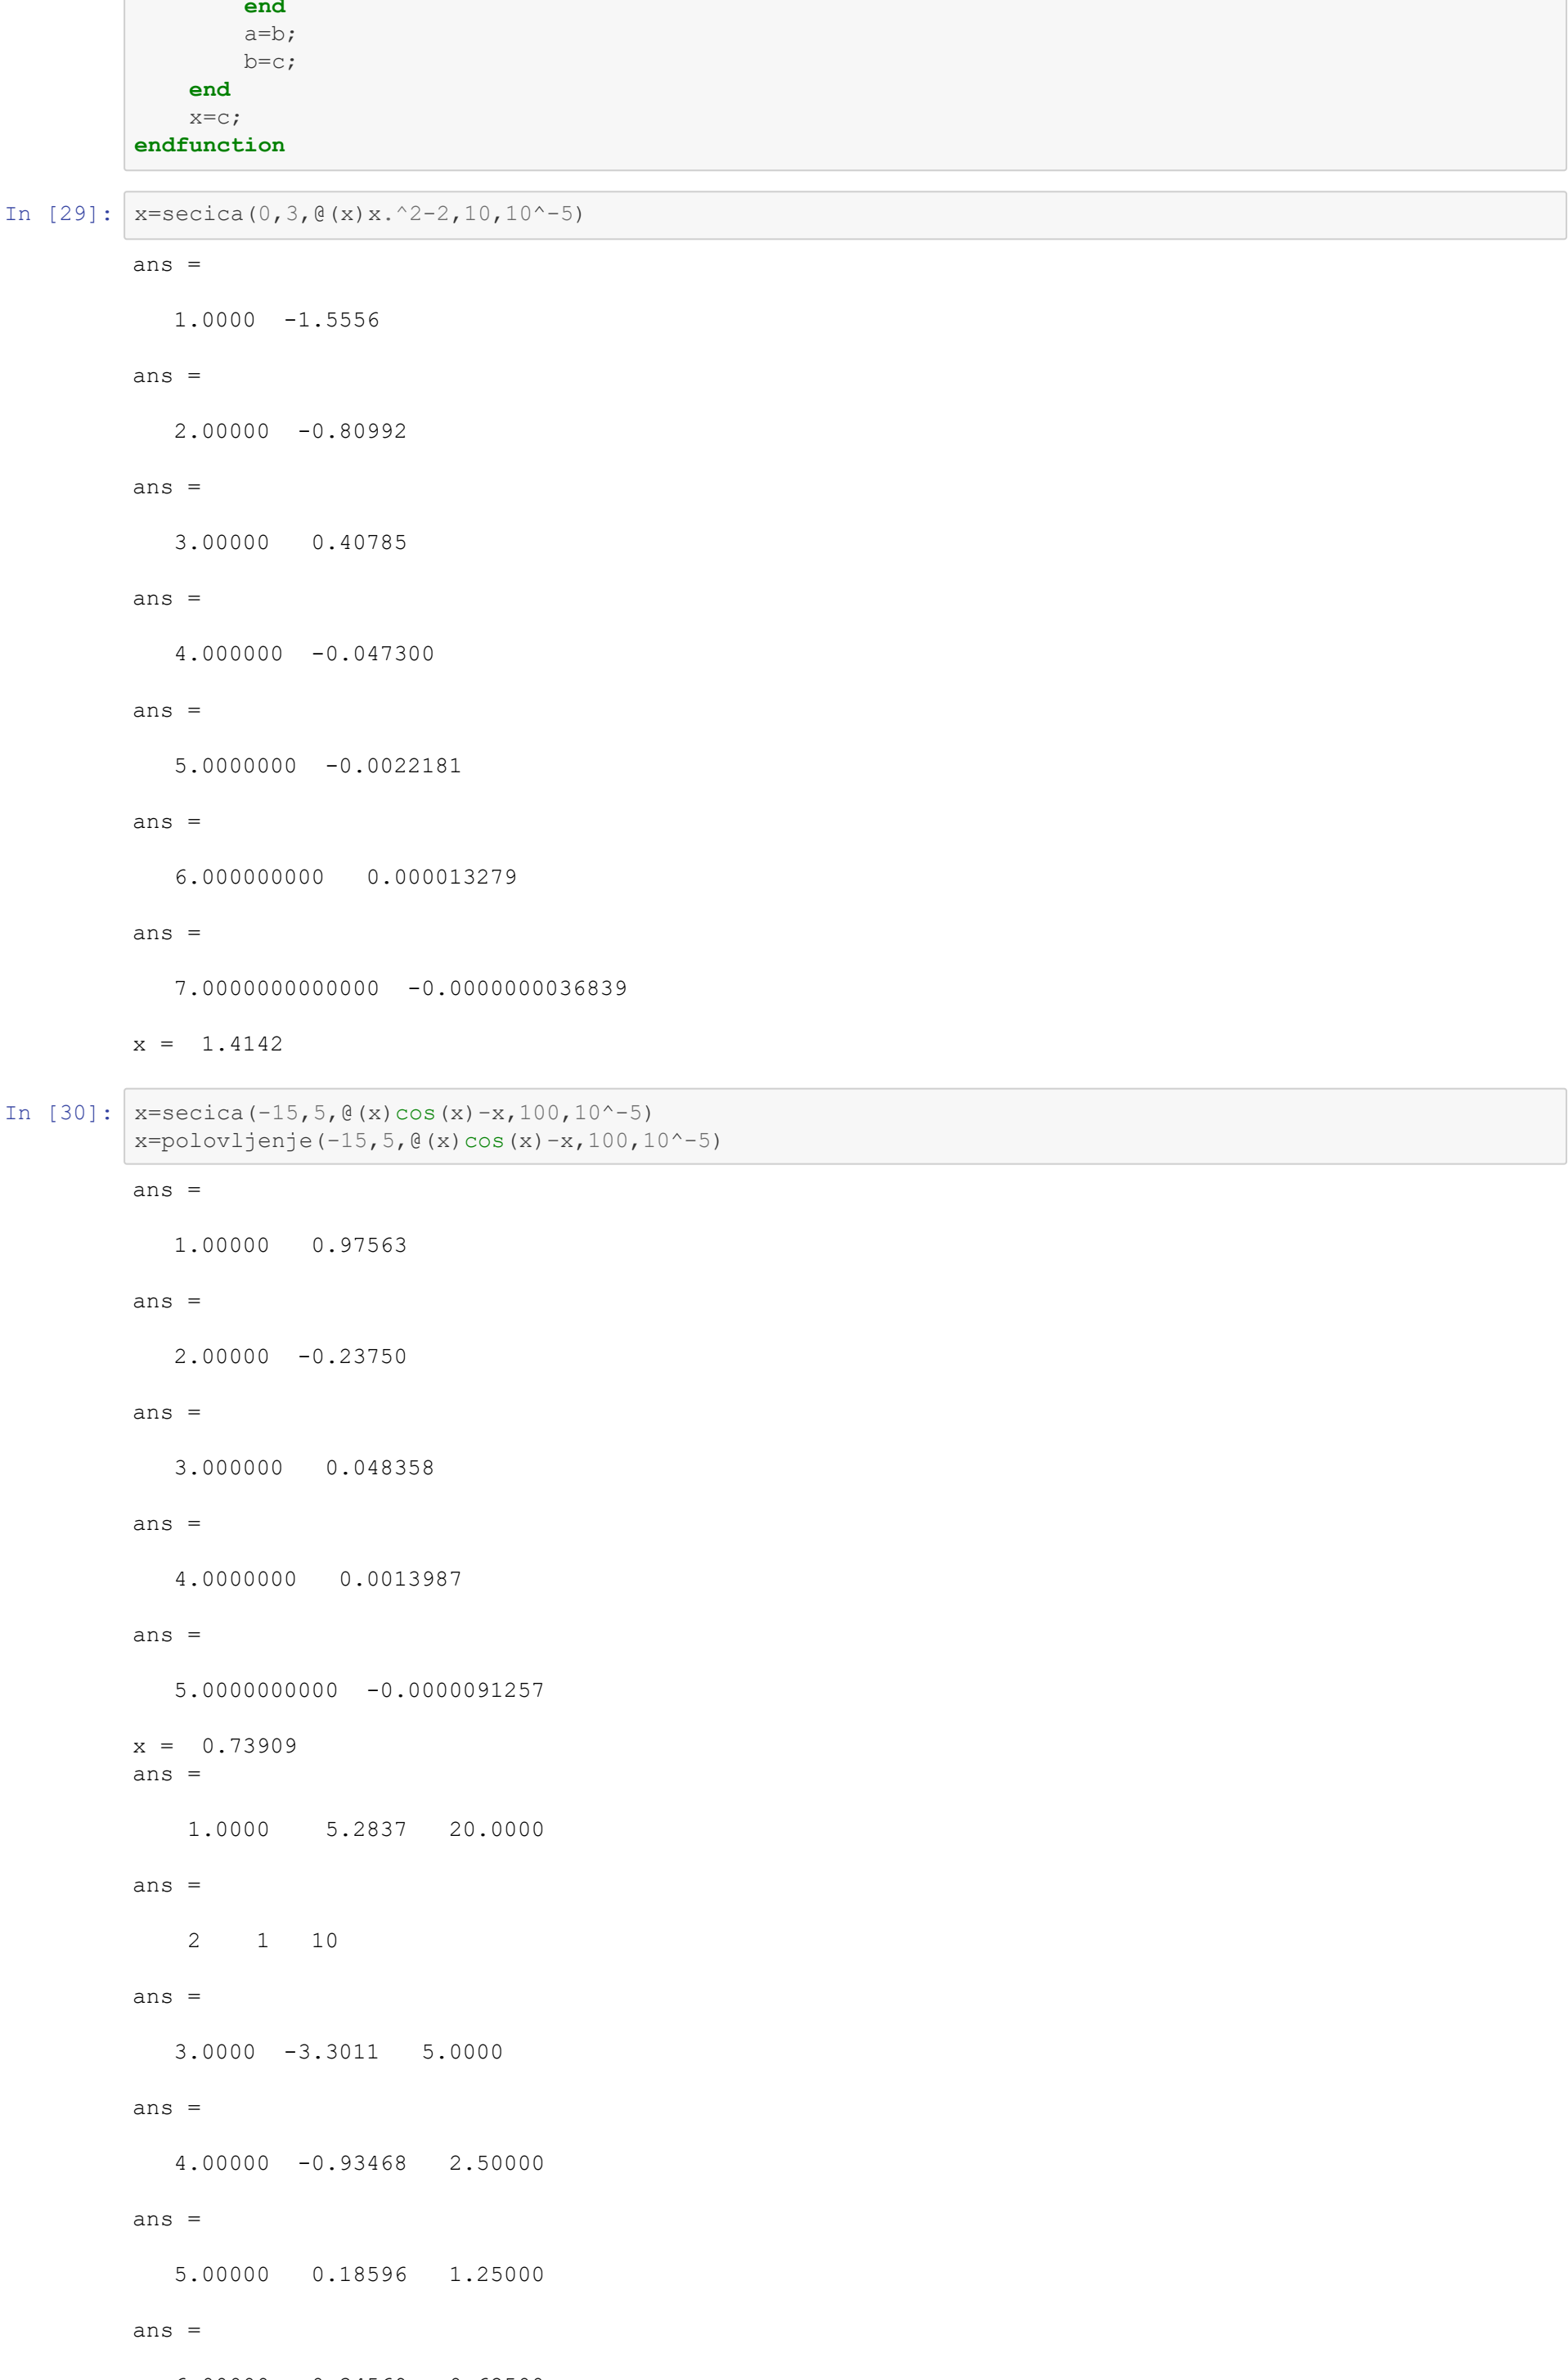 end
a=b;
b=c;
end
x=c;
endfunction
In [29]: x=secica(0,3,@(x)x.^2-2,10,10^-5)
ans =
1.0000 -1.5556
ans =
2.00000 -0.80992
ans =
3.00000 0.40785
ans =
4.000000 -0.047300
ans =
5.0000000 -0.0022181
ans =
6.000000000 0.000013279
ans =
7.0000000000000 -0.0000000036839
x = 1.4142
In [30]: x=secica(-15,5,@(x)cos(x)-x,100,10^-5)
x=polovljenje(-15,5,@(x)cos(x)-x,100,10^-5)
ans =
1.00000 0.97563
ans =
2.00000 -0.23750
ans =
3.000000 0.048358
ans =
4.0000000 0.0013987
ans =
5.0000000000 -0.0000091257
x = 0.73909
ans =
1.0000 5.2837 20.0000
ans =
2 1 10
ans =
3.0000 -3.3011 5.0000
ans =
4.00000 -0.93468 2.50000
ans =
5.00000 0.18596 1.25000
ans =